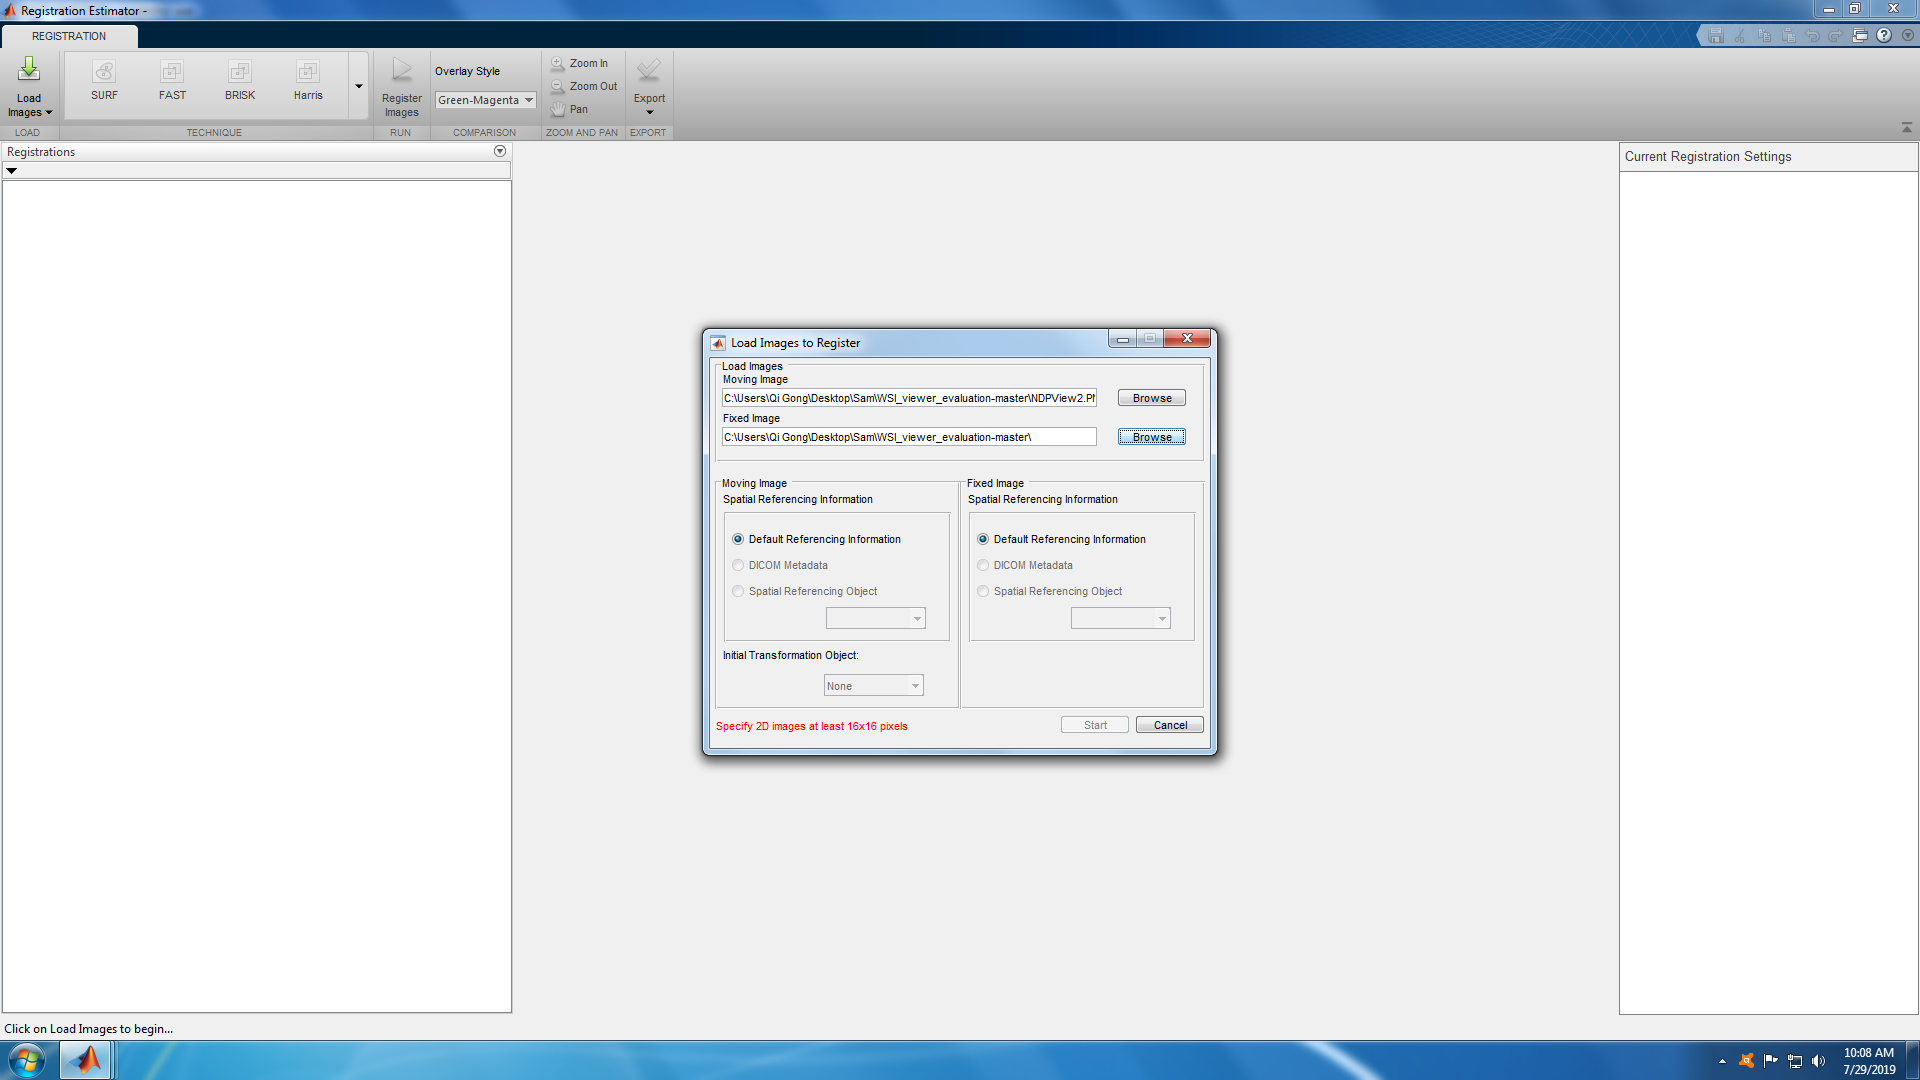 Registration Estimator -
REGISTRATION
Load Images
SURF
FAST
BRISK
Harris
Register Images
Overlay Style
Green-Magenta
Zoom In
Zoom Out
Pan
Export
LOAD
TECHNIQUE
RUN
COMPARISON
ZOOM AND PAN
EXPORT
Registrations
Current Registration Settings
Load Images to Register
Load Images
Moving Image
C:\Users\Qi Gong\Desktop\Sam\WSI_viewer_evaluation-master\NDPView2.PN
Browse
Fixed Image
C:\Users\Qi Gong\Desktop\Sam\WSI_viewer_evaluation-master\
Browse
Moving Image
Spatial Referencing Information
Default Referencing Information
DICOM Metadata
Spatial Referencing Object
Initial Transformation Object:
None
Fixed Image
Spatial Referencing Information
Default Referencing Information
DICOM Metadata
Spatial Referencing Object
Specify 2D images at least 16x16 pixels
Start
Cancel
Click on Load Images to begin...
10:08 AM
7/29/2019